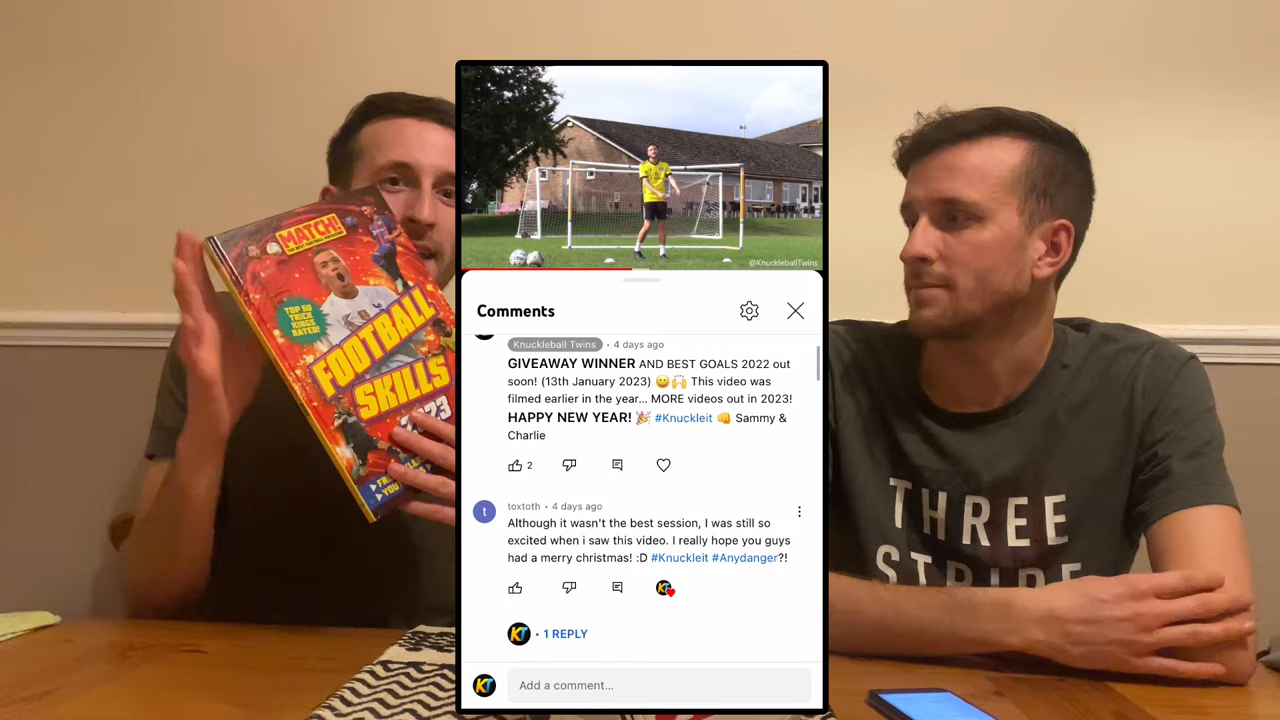 MATCH!
TOP 50
TRICK
KINGS
RATED!
FOOTBALL
SKILLS
2023
@KnuckleballTwins
Comments
Knuckleball Twins • 4 days ago
GIVEAWAY WINNER AND BEST GOALS 2022 out
soon! (13th January 2023) 😀🙌 This video was
filmed earlier in the year... MORE videos out in 2023!
HAPPY NEW YEAR! 🎉 #Knuckleit 👊 Sammy &
Charlie
2
t
toxtoth • 4 days ago
Although it wasn't the best session, I was still so
excited when i saw this video. I really hope you guys
had a merry christmas! :D #Knuckleit #Anydanger?!
KT
KT • 1 REPLY
KT Add a comment...
THREE
STRIPE